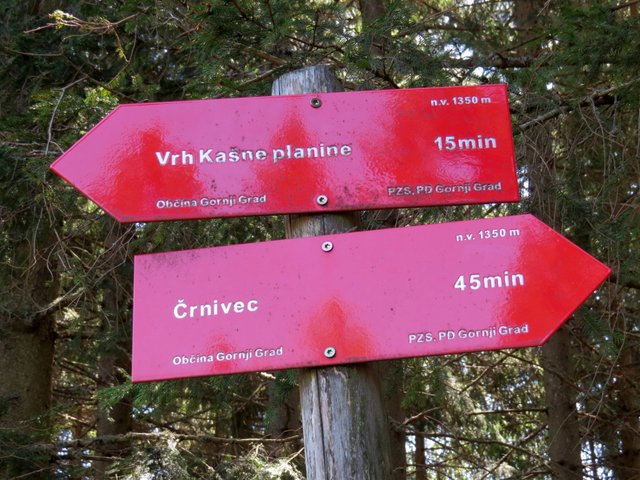 n.v. 1350 m
Vrh Kašne planine 15min
Občina Gornji Grad PZS, PD Gornji Grad
n.v. 1350 m
Črnivec 45min
Občina Gornji Grad PZS, PD Gornji Grad